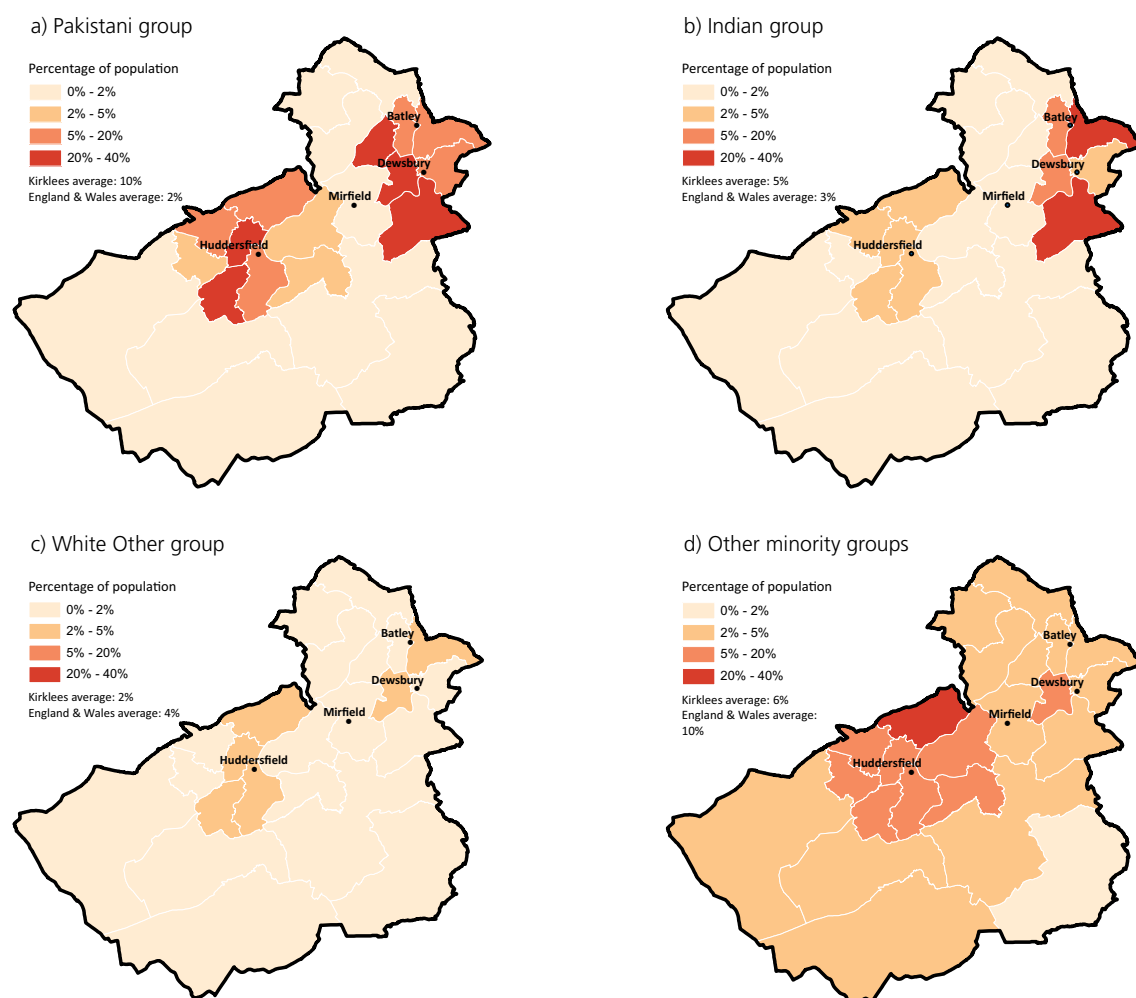 a) Pakistani group
Percentage of population
0% - 2%
2% - 5%
5% - 20%
20% - 40%
Kirklees average: 10%
England & Wales average: 2%
Batley
Dewsbury
Mirfield
Huddersfield
b) Indian group
Percentage of population
0% - 2%
2% - 5%
5% - 20%
20% - 40%
Kirklees average: 5%
England & Wales average: 3%
Batley
Dewsbury
Mirfield
Huddersfield
c) White Other group
Percentage of population
0% - 2%
2% - 5%
5% - 20%
20% - 40%
Kirklees average: 2%
England & Wales average: 4%
Batley
Dewsbury
Mirfield
Huddersfield
d) Other minority groups
Percentage of population
0% - 2%
2% - 5%
5% - 20%
20% - 40%
Kirklees average: 6%
England & Wales average:
10%
Batley
Dewsbury
Mirfield
Huddersfield